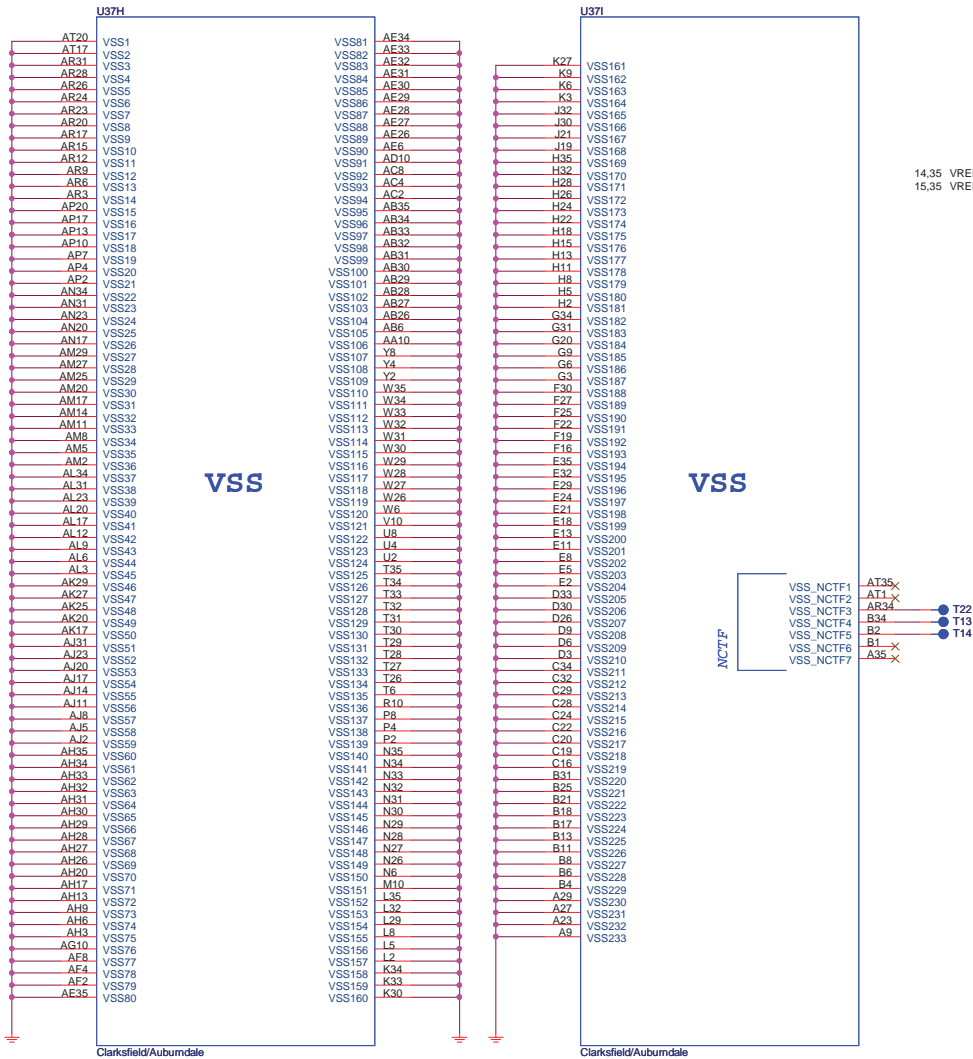 U37H
AT20 VSS1 VSS81 AE34
AT17 VSS2 VSS82 AE33
AR31 VSS3 VSS83 AE32
AR28 VSS4 VSS84 AE31
AR26 VSS5 VSS85 AE30
AR24 VSS6 VSS86 AE29
AR23 VSS7 VSS87 AE28
AR20 VSS8 VSS88 AE27
AR17 VSS9 VSS89 AE26
AR15 VSS10 VSS90 AE6
AR12 VSS11 VSS91 AD10
AR9 VSS12 VSS92 AC8
AR6 VSS13 VSS93 AC4
AR3 VSS14 VSS94 AC2
AP20 VSS15 VSS95 AB35
AP17 VSS16 VSS96 AB34
AP13 VSS17 VSS97 AB33
AP10 VSS18 VSS98 AB32
AP7 VSS19 VSS99 AB31
AP4 VSS20 VSS100 AB30
AP2 VSS21 VSS101 AB29
AN34 VSS22 VSS102 AB28
AN31 VSS23 VSS103 AB27
AN23 VSS24 VSS104 AB26
AN20 VSS25 VSS105 AB6
AN17 VSS26 VSS106 AA10
AM29 VSS27 VSS107 Y8
AM27 VSS28 VSS108 Y4
AM25 VSS29 VSS109 Y2
AM20 VSS30 VSS110 W35
AM17 VSS31 VSS111 W34
AM14 VSS32 VSS112 W33
AM11 VSS33 VSS113 W32
AM8 VSS34 VSS114 W31
AM5 VSS35 VSS115 W30
AM2 VSS36 VSS116 W29
AL34 VSS37 VSS117 W28
AL31 VSS38 VSS118 W27
AL23 VSS39 VSS119 W26
AL20 VSS40 VSS120 W6
AL17 VSS41 VSS121 V10
AL12 VSS42 VSS122 U8
AL9 VSS43 VSS123 U4
AL6 VSS44 VSS124 U2
AL3 VSS45 VSS125 T35
AK29 VSS46 VSS126 T34
AK27 VSS47 VSS127 T33
AK25 VSS48 VSS128 T32
AK20 VSS49 VSS129 T31
AK17 VSS50 VSS130 T30
AJ31 VSS51 VSS131 T29
AJ23 VSS52 VSS132 T28
AJ20 VSS53 VSS133 T27
AJ17 VSS54 VSS134 T26
AJ14 VSS55 VSS135 T6
AJ11 VSS56 VSS136 R10
AJ8 VSS57 VSS137 P8
AJ5 VSS58 VSS138 P4
AJ2 VSS59 VSS139 P2
AH35 VSS60 VSS140 N35
AH34 VSS61 VSS141 N34
AH33 VSS62 VSS142 N33
AH32 VSS63 VSS143 N32
AH31 VSS64 VSS144 N31
AH30 VSS65 VSS145 N30
AH29 VSS66 VSS146 N29
AH28 VSS67 VSS147 N28
AH27 VSS68 VSS148 N27
AH26 VSS69 VSS149 N26
AH20 VSS70 VSS150 N6
AH17 VSS71 VSS151 M10
AH13 VSS72 VSS152 L35
AH9 VSS73 VSS153 L32
AH6 VSS74 VSS154 L29
AH3 VSS75 VSS155 L8
AG10 VSS76 VSS156 L5
AF8 VSS77 VSS157 L2
AF4 VSS78 VSS158 K34
AF2 VSS79 VSS159 K33
AE35 VSS80 VSS160 K30
VSS
Clarksfield/Auburndale
U37I
K27 VSS161
K9 VSS162
K6 VSS163
K3 VSS164
J32 VSS165
J30 VSS166
J21 VSS167
J19 VSS168
H35 VSS169
H32 VSS170
H28 VSS171
H26 VSS172
H24 VSS173
H22 VSS174
H18 VSS175
H15 VSS176
H13 VSS177
H11 VSS178
H8 VSS179
H5 VSS180
H2 VSS181
G34 VSS182
G31 VSS183
G20 VSS184
G9 VSS185
G6 VSS186
G3 VSS187
F30 VSS188
F27 VSS189
F25 VSS190
F22 VSS191
F19 VSS192
F16 VSS193
E35 VSS194
E32 VSS195
E29 VSS196
E24 VSS197
E21 VSS198
E18 VSS199
E13 VSS200
E11 VSS201
E8 VSS202
E5 VSS203
E2 VSS204
D33 VSS205
D30 VSS206
D26 VSS207
D9 VSS208
D6 VSS209
D3 VSS210
C34 VSS211
C32 VSS212
C29 VSS213
C28 VSS214
C24 VSS215
C22 VSS216
C20 VSS217
C19 VSS218
C16 VSS219
B31 VSS220
B25 VSS221
B21 VSS222
B18 VSS223
B17 VSS224
B13 VSS225
B11 VSS226
B8 VSS227
B6 VSS228
B4 VSS229
A29 VSS230
A27 VSS231
A23 VSS232
A9 VSS233
VSS
NCTF
VSS_NCTF1 AT35
VSS_NCTF2 AT1
VSS_NCTF3 AR34 T22
VSS_NCTF4 B34 T13
VSS_NCTF5 B2 T14
VSS_NCTF6 B1
VSS_NCTF7 A35
Clarksfield/Auburndale
14,35 VRE
15,35 VRE